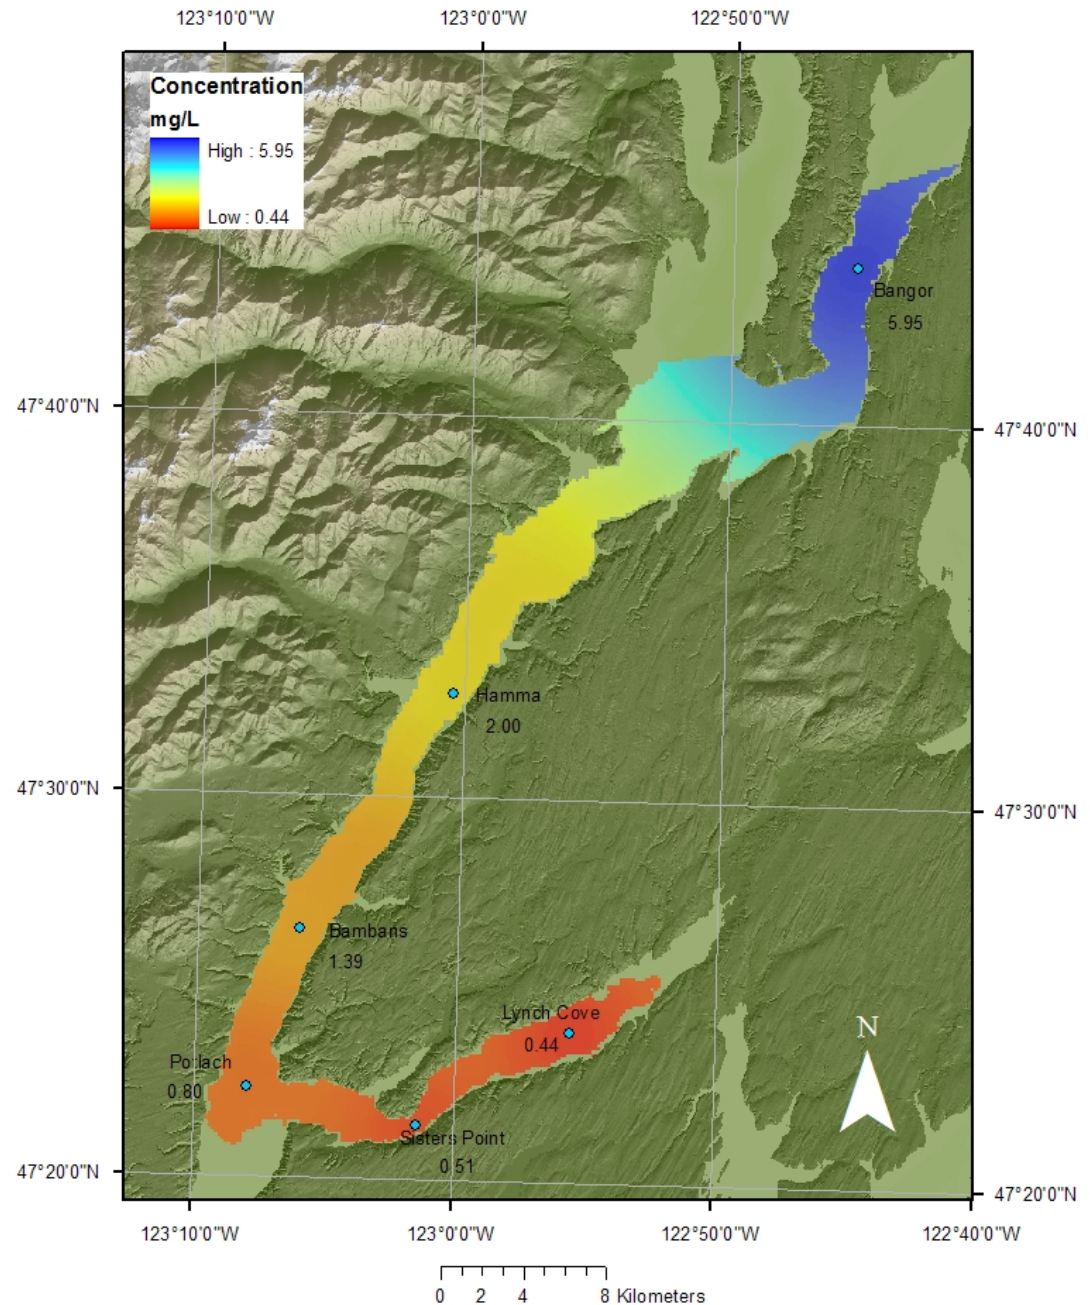 123°10'0"W 123°0'0"W 122°50'0"W
Concentration
mg/L
High : 5.95
Low : 0.44
Bangor
5.95
47°40'0"N
47°40'0"N
Hamma
2.00
47°30'0"N
47°30'0"N
Bambans
1.39
Lynch Cove
0.44
N
Potlach
0.80
Sisters Point
0.51
47°20'0"N
47°20'0"N
123°10'0"W 123°0'0"W 122°50'0"W 122°40'0"W
0 2 4 8 Kilometers